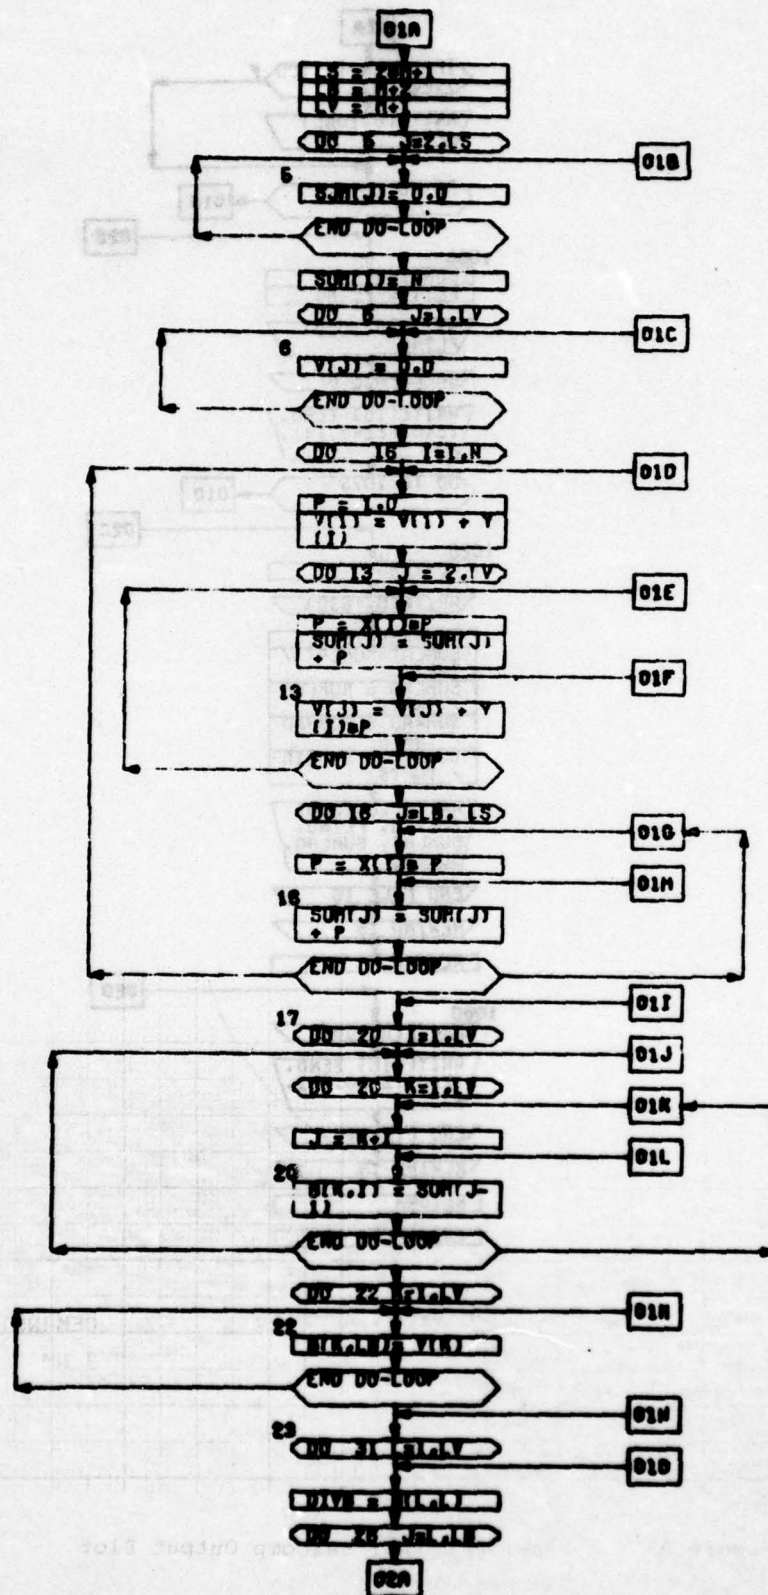 01A
LS = 2*M+1
LB = M+2
LV = M+1
DO 5 J=2,LS
01B
5
SUM(J)= 0.0
END DO-LOOP
SUM(1)= N
DO 6 J=1,LV
01C
6
V(J) = 0.0
END DO-LOOP
DO 16 I=1,N
01D
P = 1.0
V(1) = V(1) + Y
(I)
DO 13 J = 2,LV
01E
P = X(I)*P
SUM(J) = SUM(J)
+ P
01F
13
V(J) = V(J) + Y
(I)*P
END DO-LOOP
DO 16 J=LB, LS
01G
P = X(I)* P
01H
16
SUM(J) = SUM(J)
+ P
END DO-LOOP
01I
17
DO 20 I=1,LV
01J
DO 20 K=1,LV
01K
J = K+I
01L
20
B(K,I) = SUM(J-
1)
END DO-LOOP
DO 22 K=1,LV
01M
22
B(K,LB)= V(K)
END DO-LOOP
01N
23
DO 31 L=1,LV
01O
DIVB = B(L,L)
DO 26 J=L,LB
02A